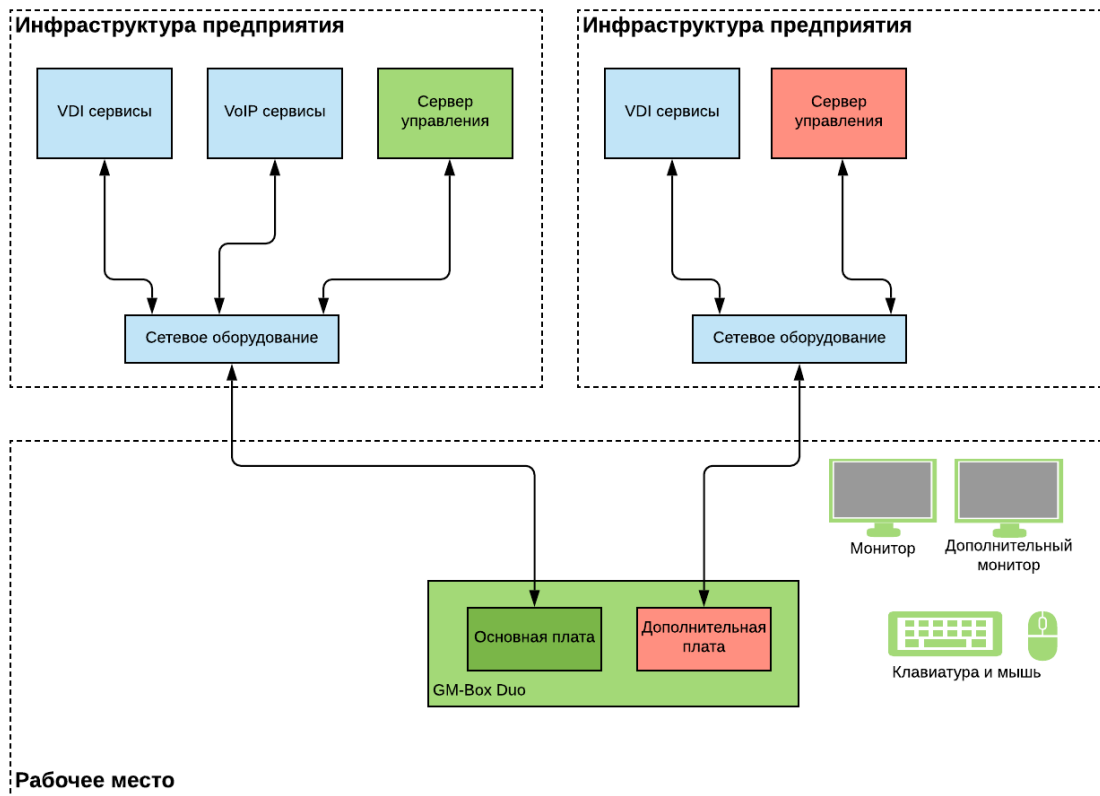 Инфраструктура предприятия
Инфраструктура предприятия
VDI сервисы
VoIP сервисы
Сервер
управления
VDI сервисы
Сервер
управления
Сетевое оборудование
Сетевое оборудование
Монитор
Дополнительный
монитор
Основная плата
Дополнительная
плата
GM-Box Duo
Клавиатура и мышь
Рабочее место